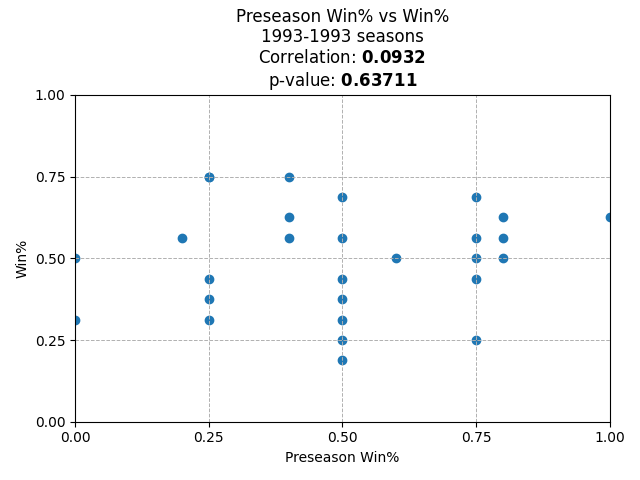 Preseason Win% vs Win%
1993-1993 seasons
Correlation: 0.0932
p-value: 0.63711
1.00
0.75
0.50
0.25
0.00
Win%
0.00 0.25 0.50 0.75 1.00
Preseason Win%